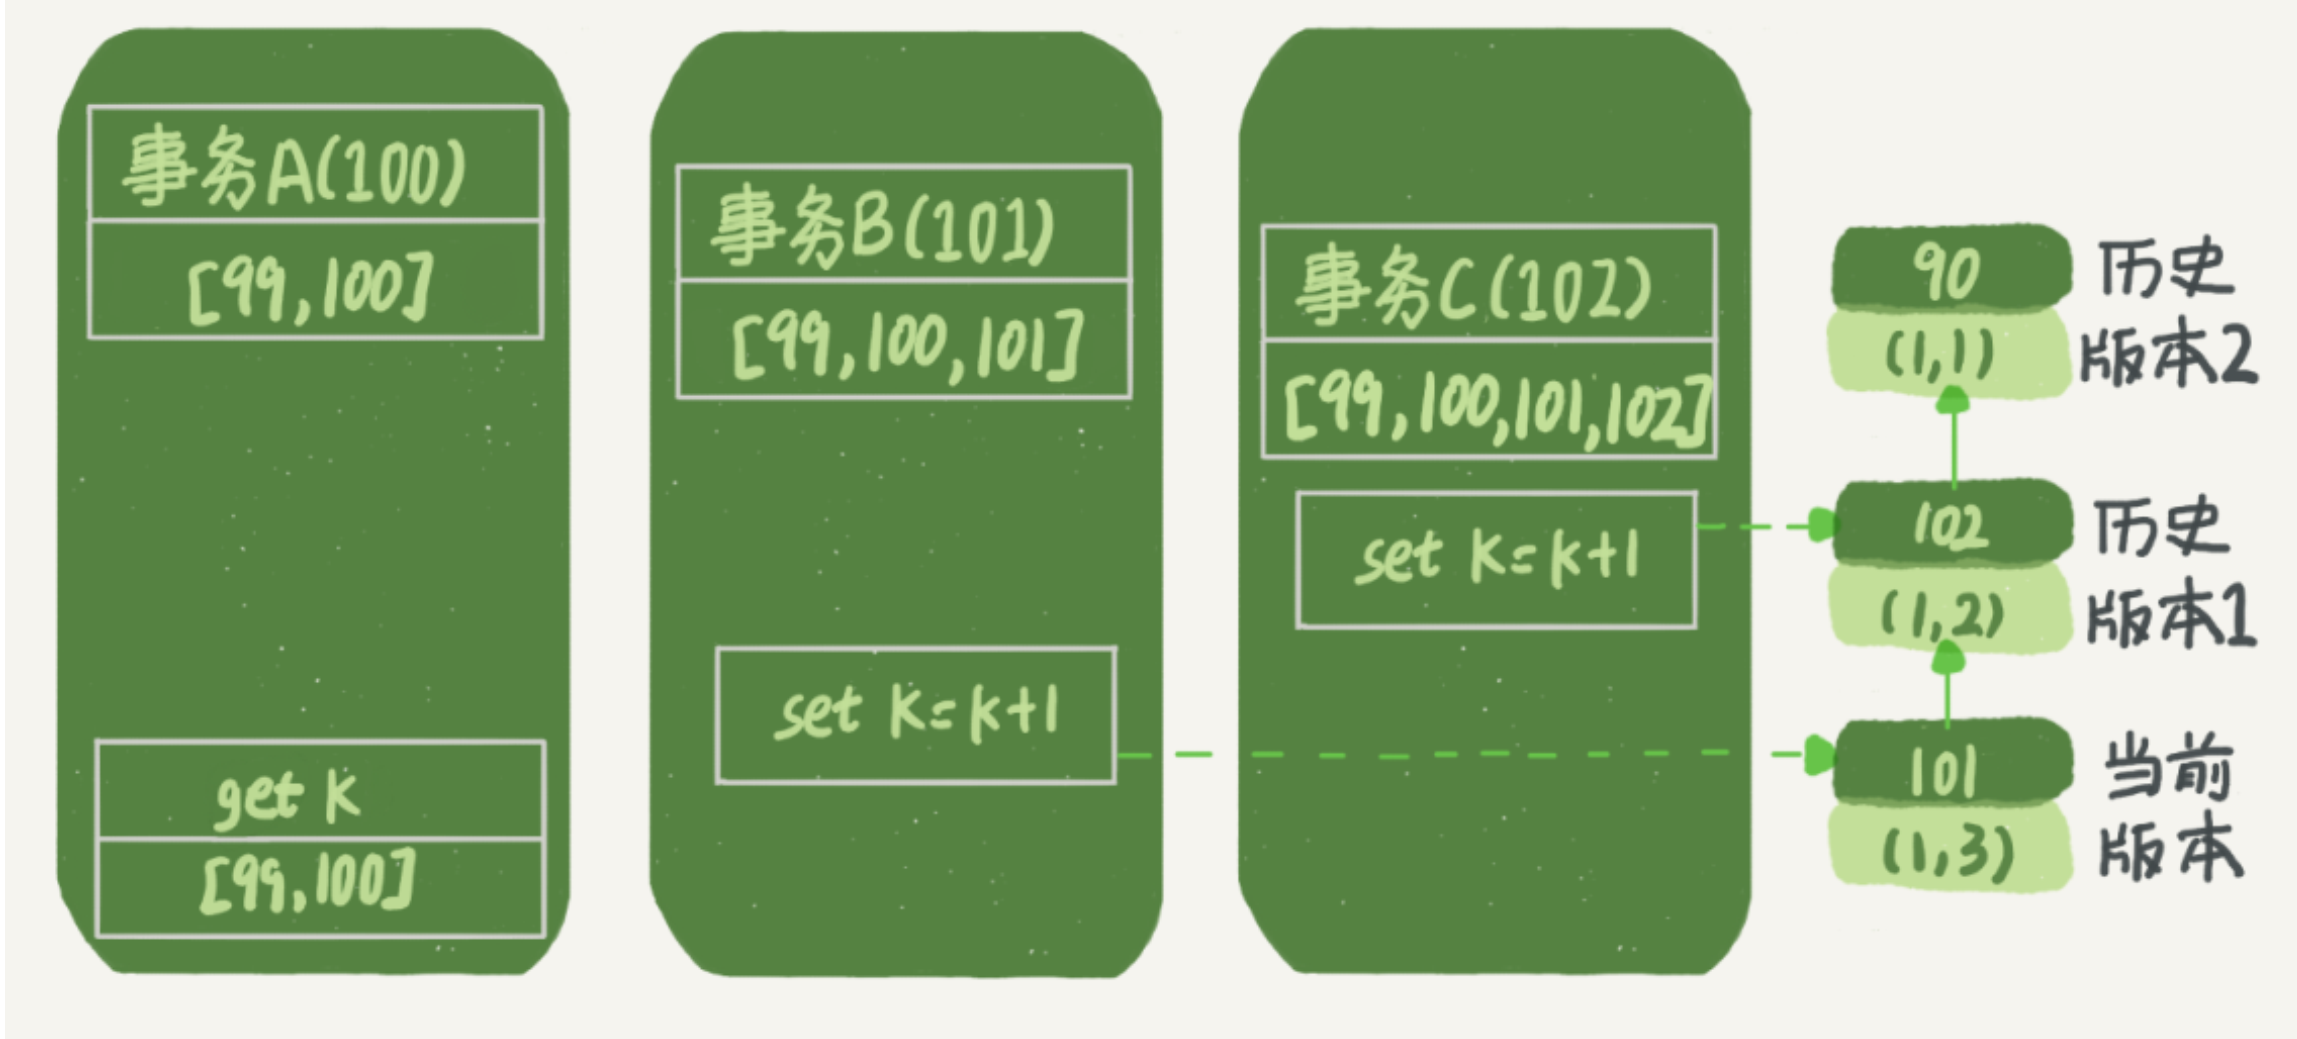 事务A(100)
[99,100]
get k
[99,100]
事务B(101)
[99,100,101]
set k=k+1
事务C(102)
[99,100,101,102]
set k=k+1
90
(1,1)
历史
版本2
102
(1,2)
历史
版本1
101
(1,3)
当前
版本